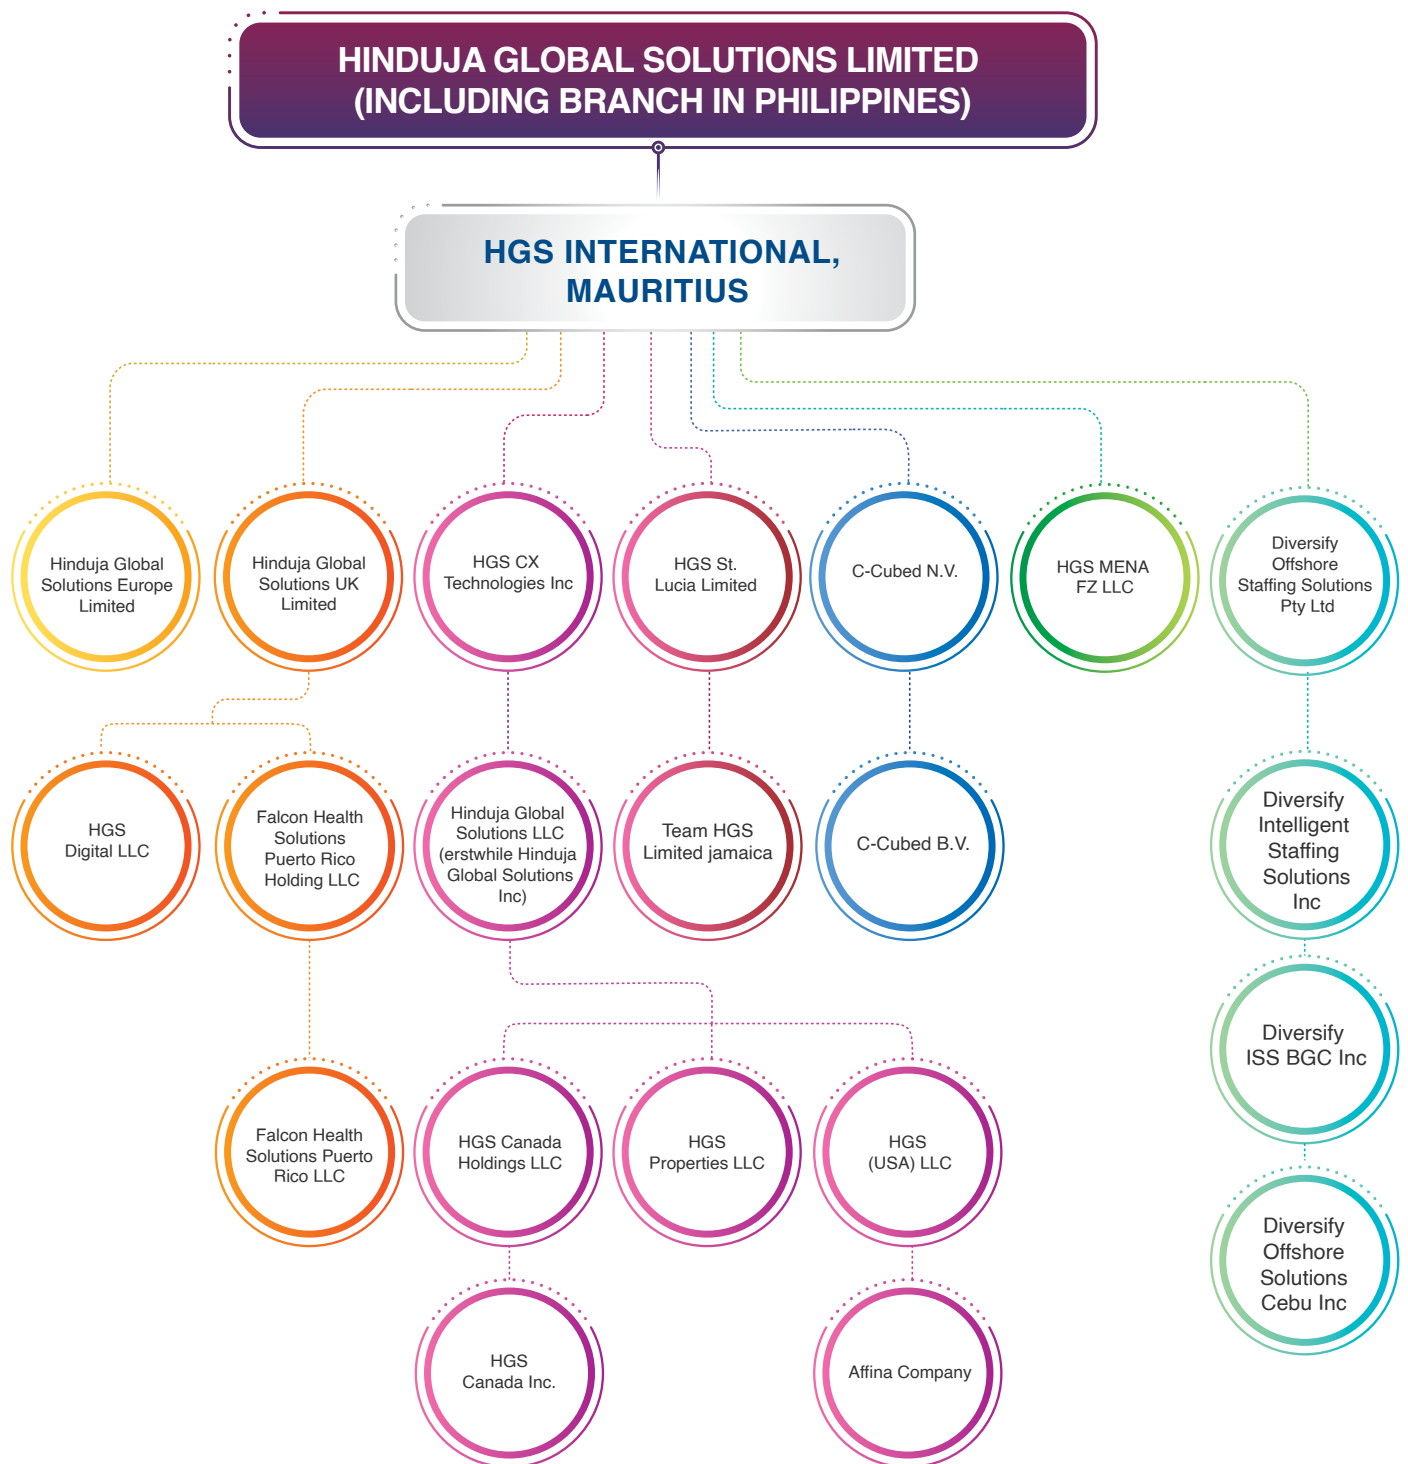 HINDUJA GLOBAL SOLUTIONS LIMITED
(INCLUDING BRANCH IN PHILIPPINES)
HGS INTERNATIONAL,
MAURITIUS
Hinduja Global
Solutions Europe
Limited
Hinduja Global
Solutions UK
Limited
HGS CX
Technologies Inc
HGS St.
Lucia Limited
C-Cubed N.V.
HGS MENA
FZ LLC
Diversify
Offshore
Staffing Solutions
Pty Ltd
HGS
Digital LLC
Falcon Health
Solutions
Puerto Rico
Holding LLC
Hinduja Global
Solutions LLC
(erstwhile Hinduja
Global Solutions
Inc)
Team HGS
Limited jamaica
C-Cubed B.V.
Diversify
Intelligent
Staffing
Solutions
Inc
Diversify
ISS BGC Inc
Falcon Health
Solutions Puerto
Rico LLC
HGS Canada
Holdings LLC
HGS
Properties LLC
HGS
(USA) LLC
Diversify
Offshore
Solutions
Cebu Inc
HGS
Canada Inc.
Affina Company